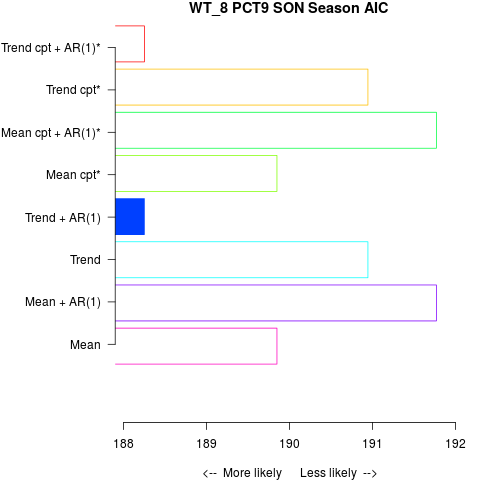 WT_8 PCT9 SON Season AIC
Trend cpt + AR(1)*
Trend cpt*
Mean cpt + AR(1)*
Mean cpt*
Trend + AR(1)
Trend
Mean + AR(1)
Mean
188 189 190 191 192
<-- More likely Less likely -->